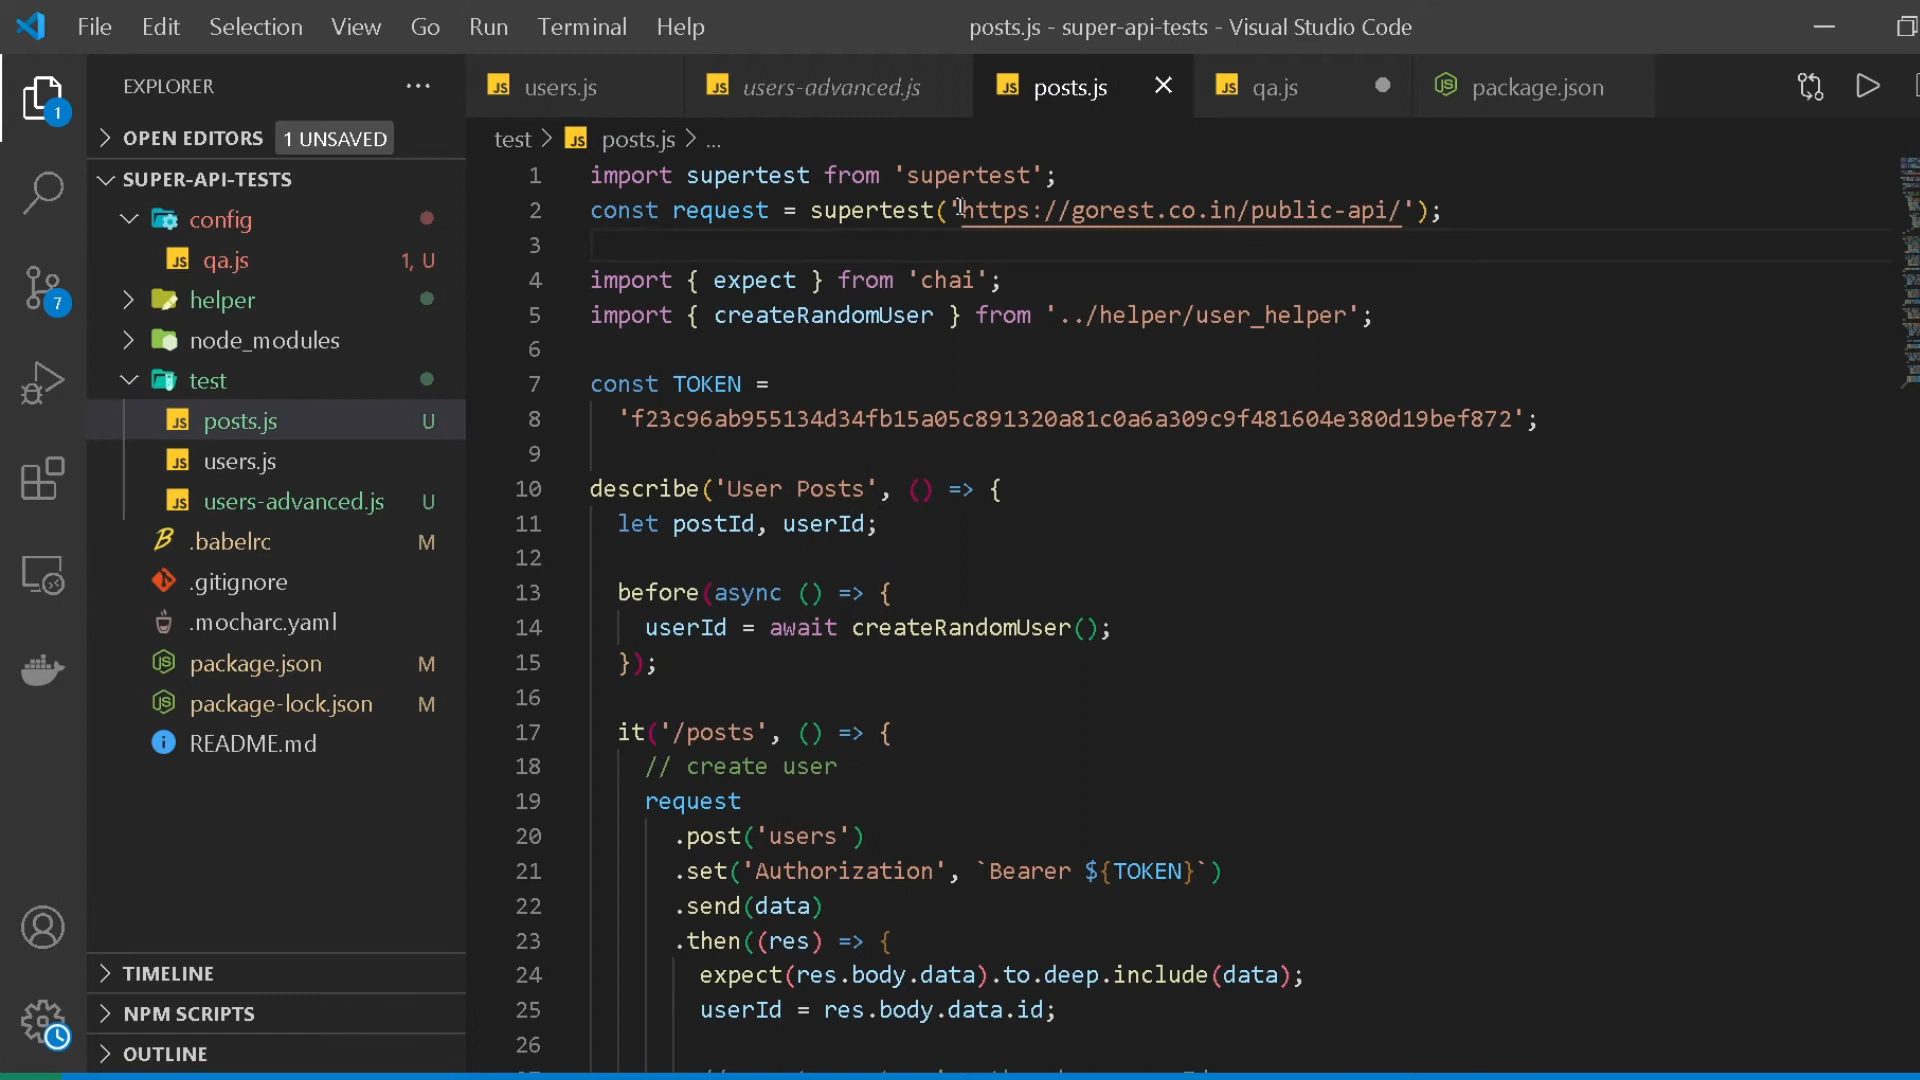 File Edit Selection View Go Run Terminal Help
posts.js - super-api-tests - Visual Studio Code
EXPLORER
OPEN EDITORS 1 UNSAVED
SUPER-API-TESTS
config
qa.js 1, U
helper
node_modules
test
posts.js U
users.js
users-advanced.js U
.babelrc M
.gitignore
.mocharc.yaml
package.json M
package-lock.json M
README.md
TIMELINE
NPM SCRIPTS
OUTLINE
1
7
JS users.js JS users-advanced.js JS posts.js JS qa.js package.json
test > JS posts.js > ...
1 import supertest from 'supertest';
2 const request = supertest('https://gorest.co.in/public-api/');
3
4 import { expect } from 'chai';
5 import { createRandomUser } from '../helper/user_helper';
6
7 const TOKEN =
8 'f23c96ab955134d34fb15a05c891320a81c0a6a309c9f481604e380d19bef872';
9
10 describe('User Posts', () => {
11 let postId, userId;
12
13 before(async () => {
14 userId = await createRandomUser();
15 });
16
17 it('/posts', () => {
18 // create user
19 request
20 .post('users')
21 .set('Authorization', `Bearer ${TOKEN}`)
22 .send(data)
23 .then((res) => {
24 expect(res.body.data).to.deep.include(data);
25 userId = res.body.data.id;
26